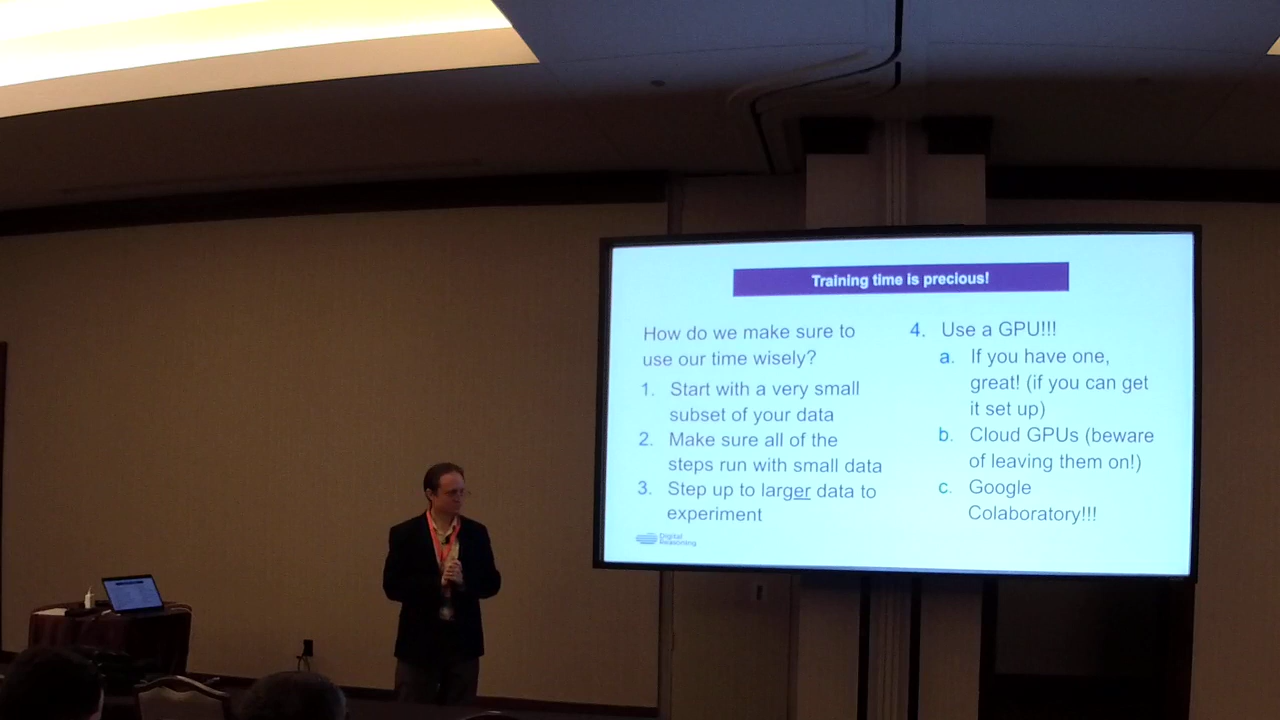 Training time is precious!
How do we make sure to
use our time wisely?
1. Start with a very small
subset of your data
2. Make sure all of the
steps run with small data
3. Step up to larger data to
experiment
4. Use a GPU!!!
a. If you have one,
great! (if you can get
it set up)
b. Cloud GPUs (beware
of leaving them on!)
c. Google
Colaboratory!!!
Digital
Reasoning